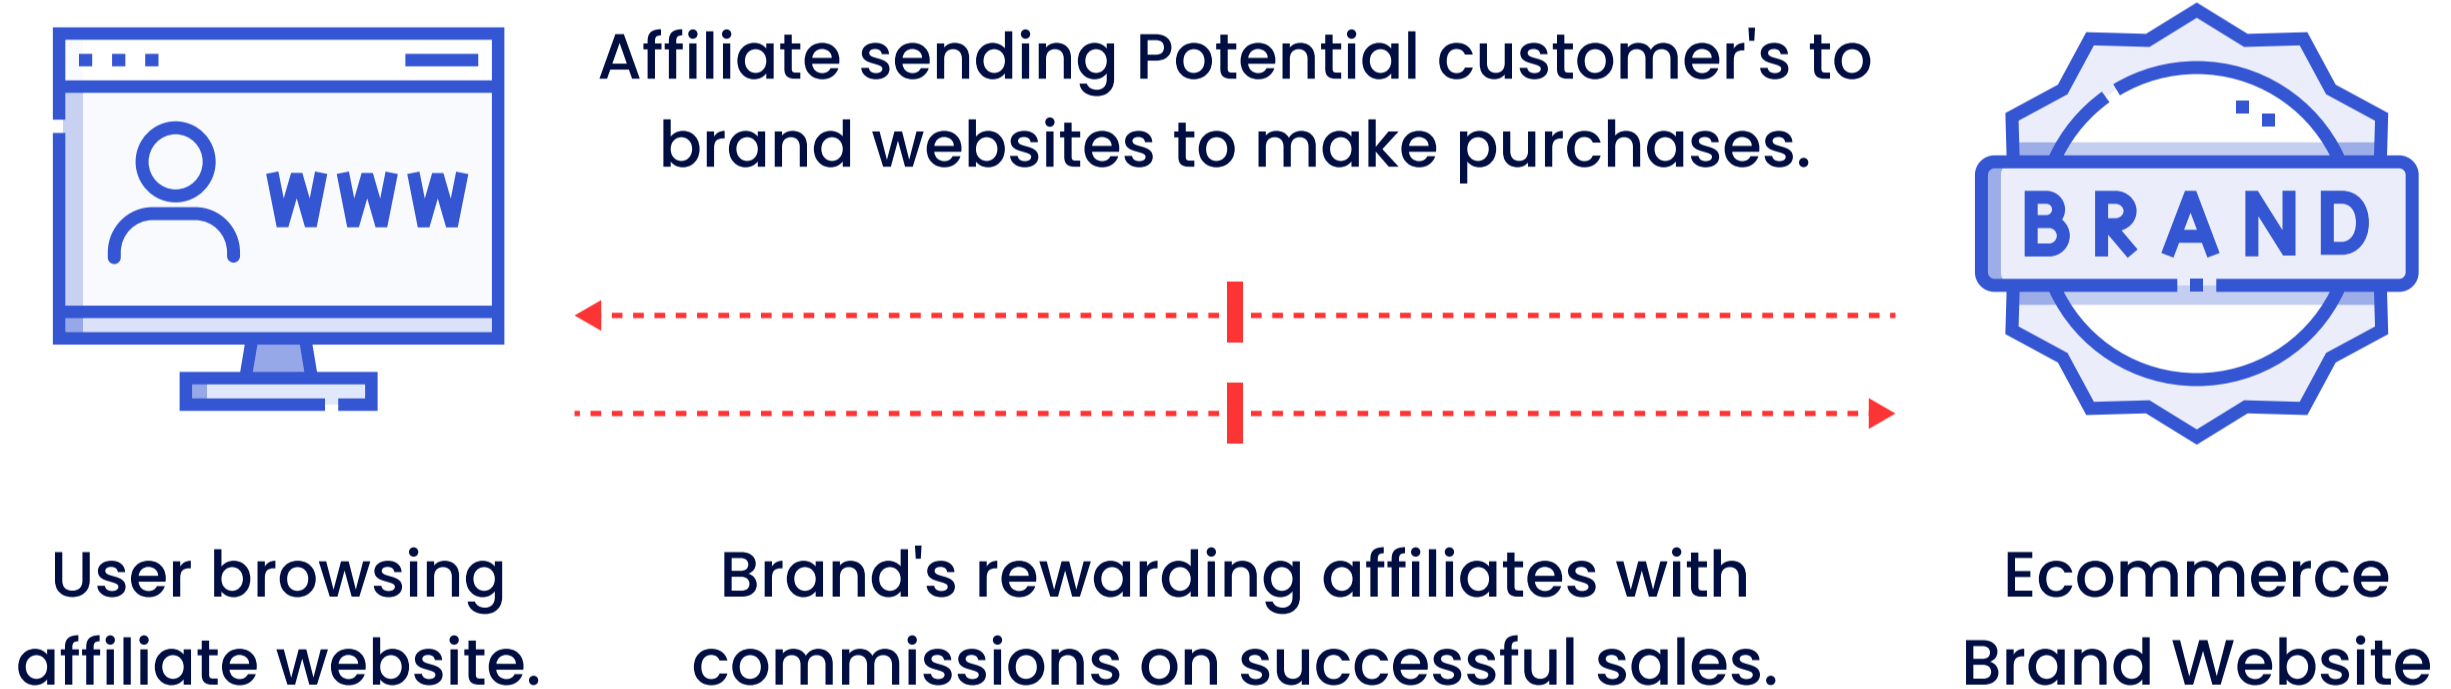 Affiliate sending Potential customer's to
brand websites to make purchases.
WWW
BRAND
User browsing
affiliate website.
Brand's rewarding affiliates with
commissions on successful sales.
Ecommerce
Brand Website